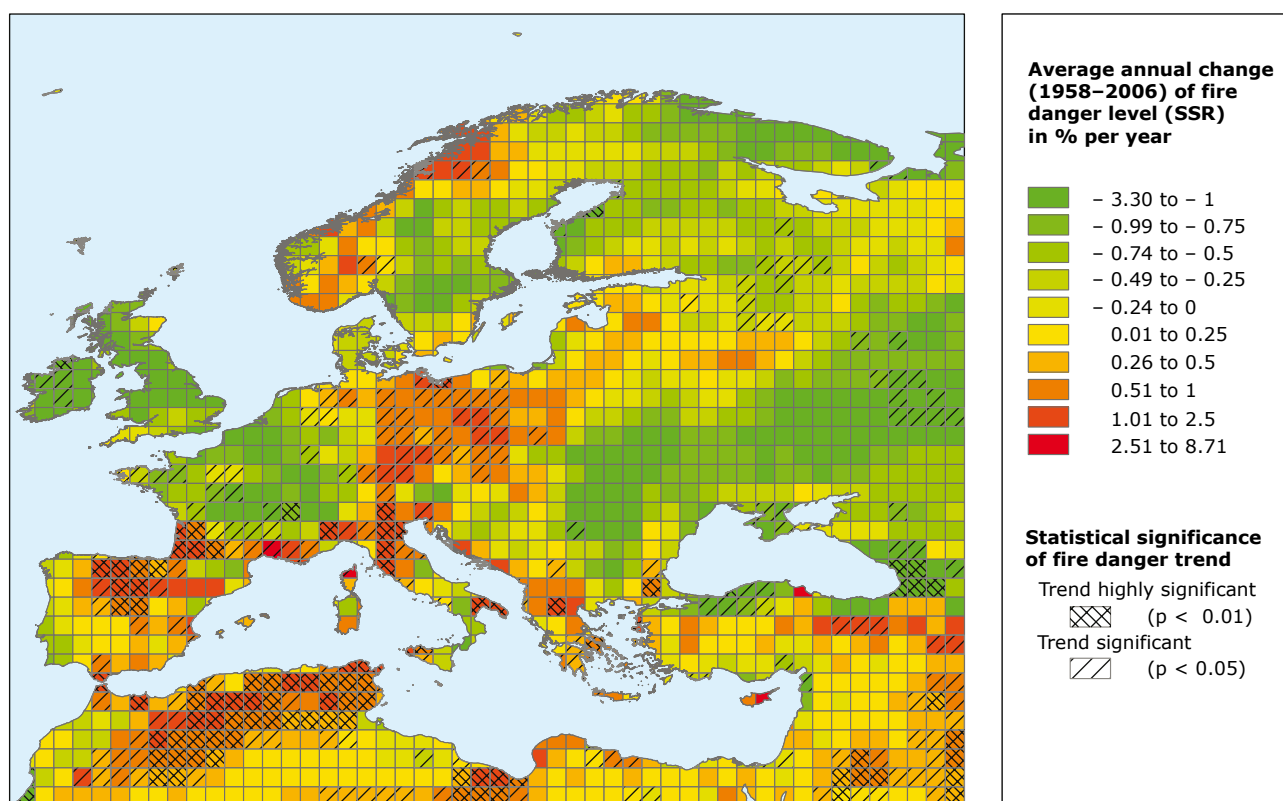 Average annual change
(1958–2006) of fire
danger level (SSR)
in % per year
– 3.30 to – 1
– 0.99 to – 0.75
– 0.74 to – 0.5
– 0.49 to – 0.25
– 0.24 to 0
0.01 to 0.25
0.26 to 0.5
0.51 to 1
1.01 to 2.5
2.51 to 8.71
Statistical significance
of fire danger trend
Trend highly significant
(p < 0.01)
Trend significant
(p < 0.05)